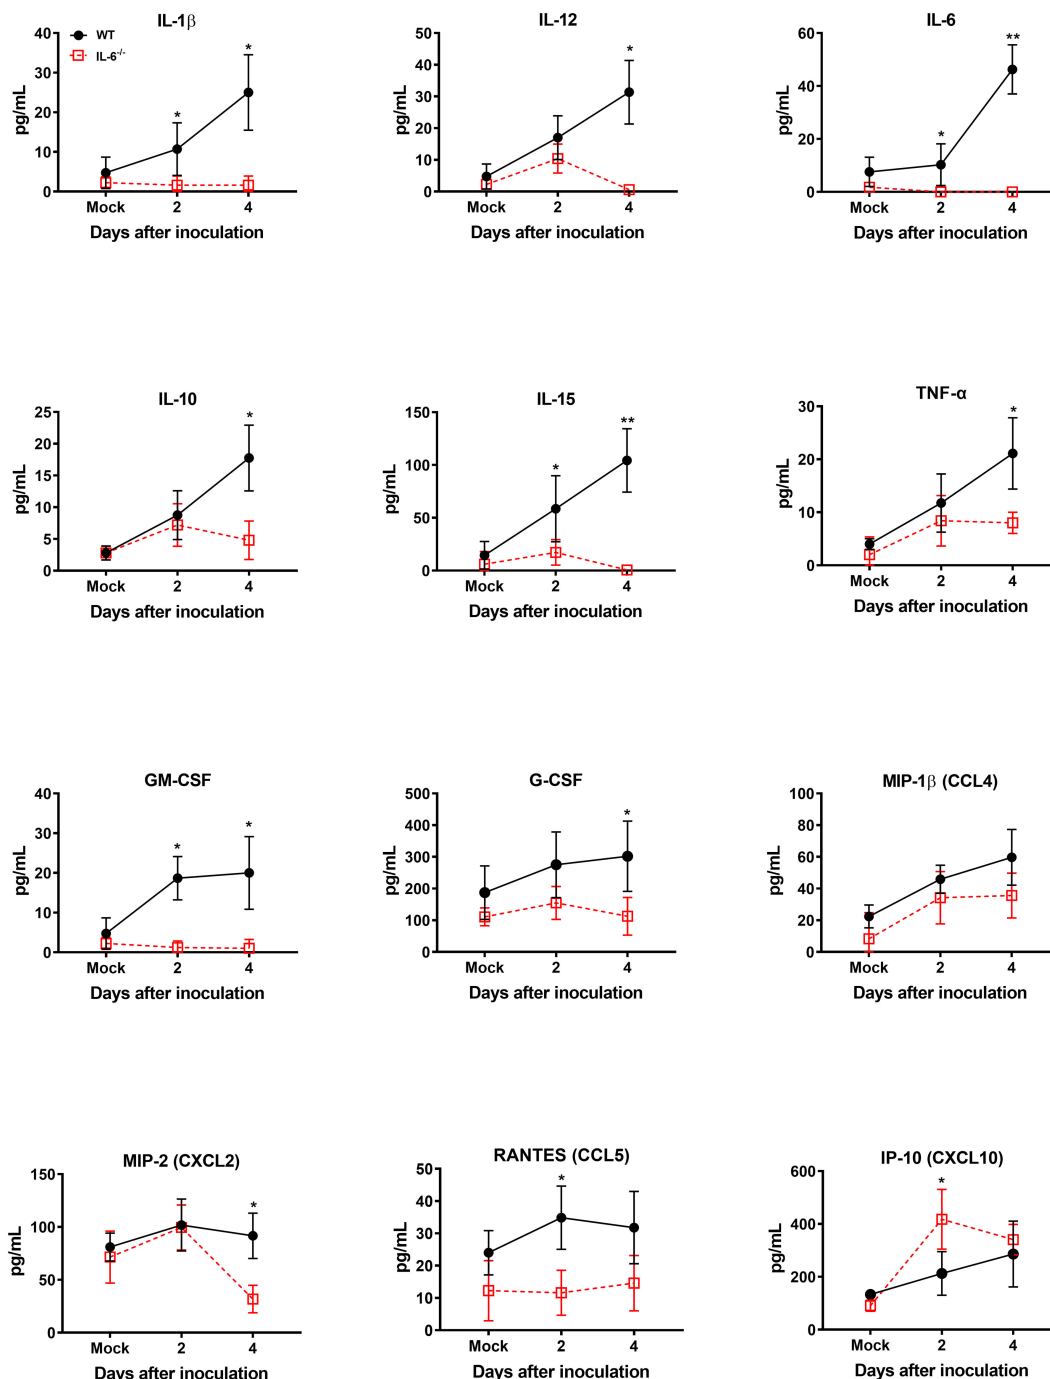 IL-1β
40
30
20
10
0
pg/mL
WT
IL-6-/-
*
*
Mock
2
4
Days after inoculation
IL-12
50
40
30
20
10
0
pg/mL
*
Mock
2
4
Days after inoculation
IL-6
60
40
20
0
pg/mL
*
**
Mock
2
4
Days after inoculation
IL-10
25
20
15
10
5
0
pg/mL
*
Mock
2
4
Days after inoculation
IL-15
150
100
50
0
pg/mL
*
**
Mock
2
4
Days after inoculation
TNF-α
30
20
10
0
pg/mL
*
Mock
2
4
Days after inoculation
GM-CSF
40
30
20
10
0
pg/mL
*
*
Mock
2
4
Days after inoculation
G-CSF
500
400
300
200
100
0
pg/mL
*
Mock
2
4
Days after inoculation
MIP-1β (CCL4)
100
80
60
40
20
0
pg/mL
Mock
2
4
Days after inoculation
MIP-2 (CXCL2)
150
100
50
0
pg/mL
*
Mock
2
4
Days after inoculation
RANTES (CCL5)
50
40
30
20
10
0
pg/mL
*
Mock
2
4
Days after inoculation
IP-10 (CXCL10)
600
400
200
0
pg/mL
*
Mock
2
4
Days after inoculation